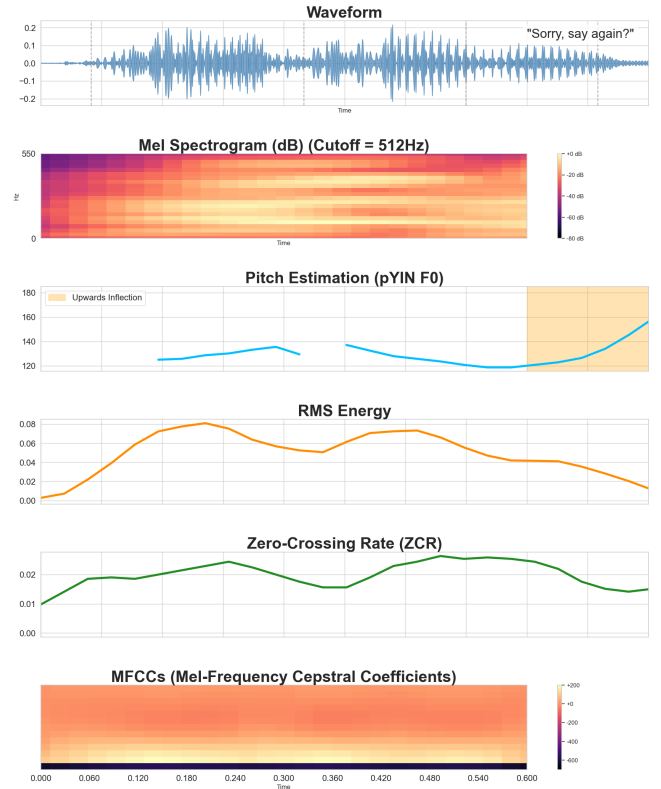 Waveform
0.2
0.1
0.0
−0.1
−0.2
"Sorry, say again?"
Time
Mel Spectrogram (dB) (Cutoff = 512Hz)
550
Hz
0
Time
+0 dB
-20 dB
-40 dB
-60 dB
-80 dB
Pitch Estimation (pYIN F0)
180
160
140
120
Upwards Inflection
RMS Energy
0.08
0.06
0.04
0.02
0.00
Zero-Crossing Rate (ZCR)
0.02
0.01
0.00
MFCCs (Mel-Frequency Cepstral Coefficients)
+200
+0
-200
-400
-600
0.000 0.060 0.120 0.180 0.240 0.300 0.360 0.420 0.480 0.540 0.600
Time